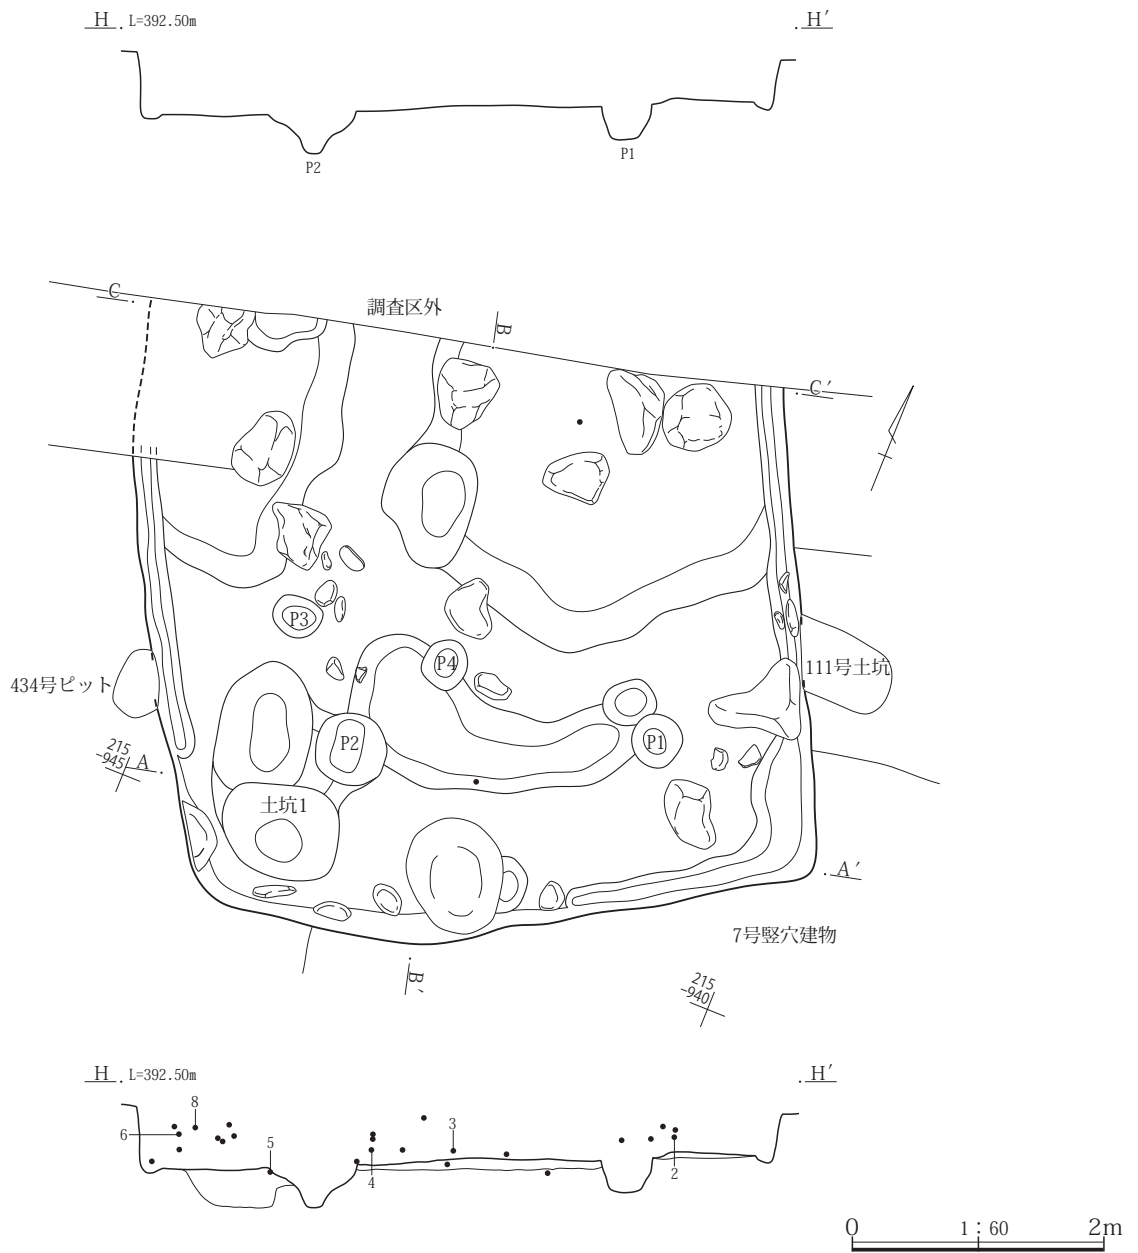 H L=392.50m H′
P2 P1
調査区外
C
B
C′
P3
P4
434号ピット
111号土坑
P2
P1
215
-945
A
土坑1
A′
7号竪穴建物
B′
215
-940
H L=392.50m H′
8
6
3
5
4
2
0 1：60 2m